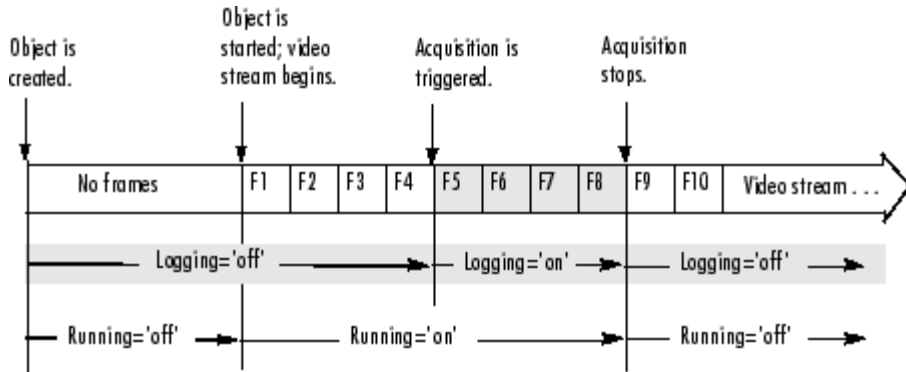 Object is
created.
Object is
started; video
stream begins.
Acquisition is
triggered.
Acquisition
stops.
No frames
F1
F2
F3
F4
F5
F6
F7
F8
F9
F10
Video stream . . .
Logging='off'
Logging='on'
Logging='off'
Running='off'
Running='on'
Running='off'